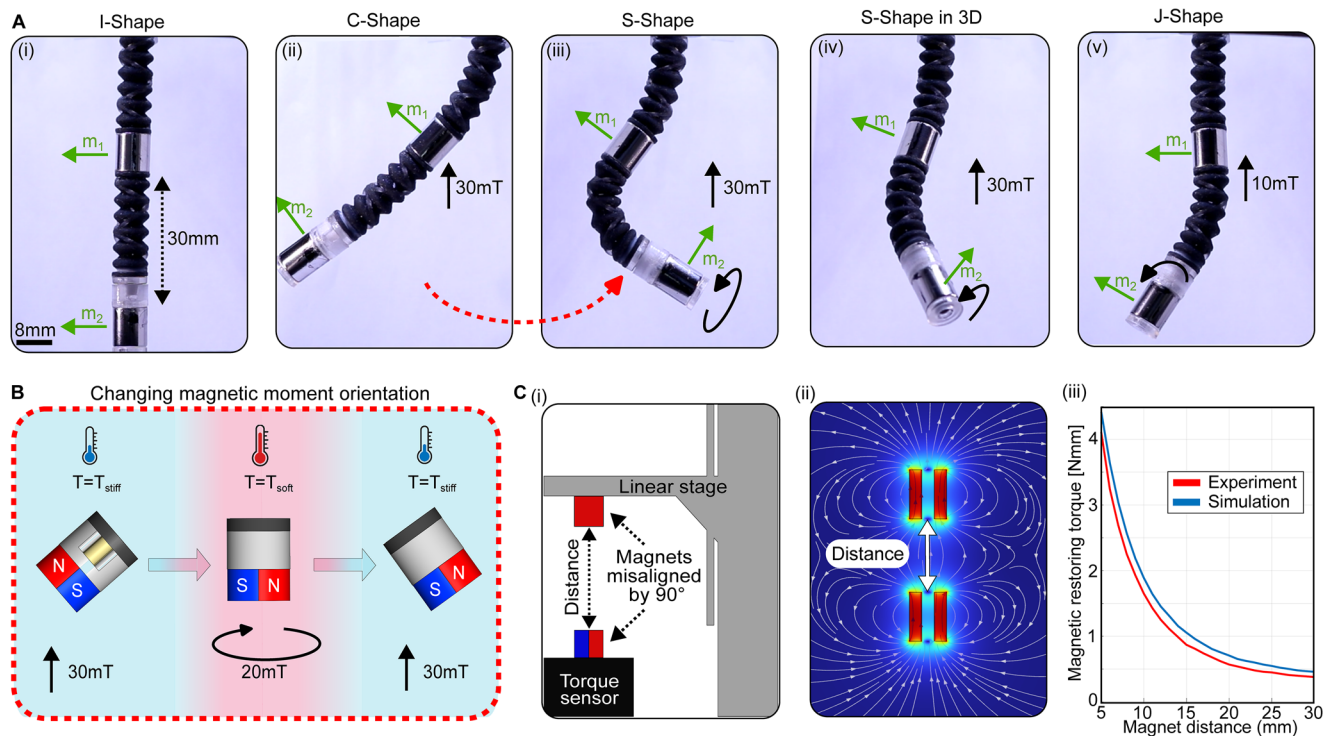 A
I-Shape
C-Shape
S-Shape
S-Shape in 3D
J-Shape
(i)
m1
30mm
m2
8mm
(ii)
m1
30mT
m2
(iii)
m1
30mT
m2
(iv)
m1
30mT
m2
(v)
m1
10mT
m2
B
Changing magnetic moment orientation
T=Tstiff
T=Tsoft
T=Tstiff
N
S
S
N
S
N
30mT
20mT
30mT
C
(i)
Linear stage
Distance
Magnets
misaligned
by 90°
Torque
sensor
(ii)
Distance
(iii)
Magnetic restoring torque [Nmm]
4
3
2
1
0
Experiment
Simulation
5
10
15
20
25
30
Magnet distance (mm)